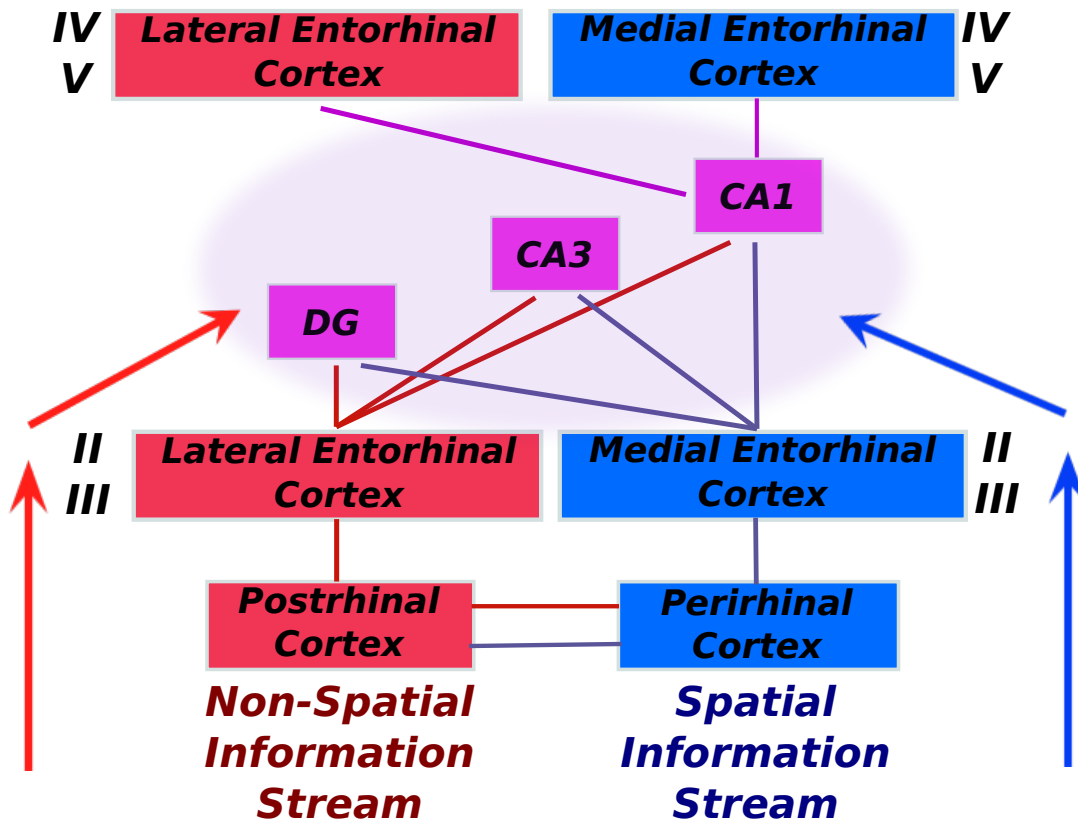 IV
V
Lateral Entorhinal
Cortex
Medial Entorhinal
Cortex
IV
V
CA1
CA3
DG
II
III
Lateral Entorhinal
Cortex
Medial Entorhinal
Cortex
II
III
Postrhinal
Cortex
Perirhinal
Cortex
Non-Spatial
Information
Stream
Spatial
Information
Stream